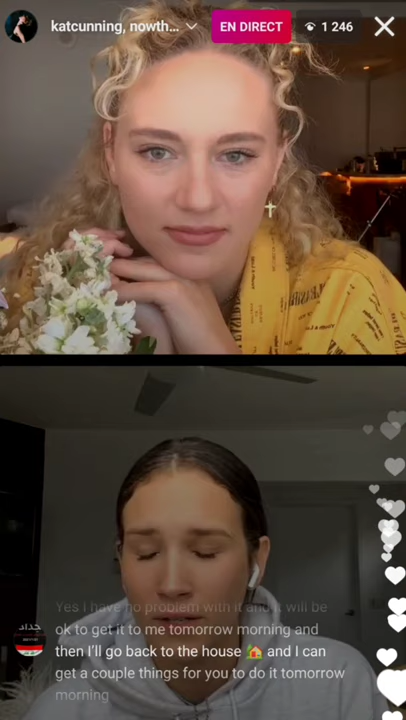 katcunning, nowth...
EN DIRECT
1 246
جداد
Yes I have no problem with it and it will be
ok to get it to me tomorrow morning and
then I'll go back to the house 🏡 and I can
get a couple things for you to do it tomorrow
morning